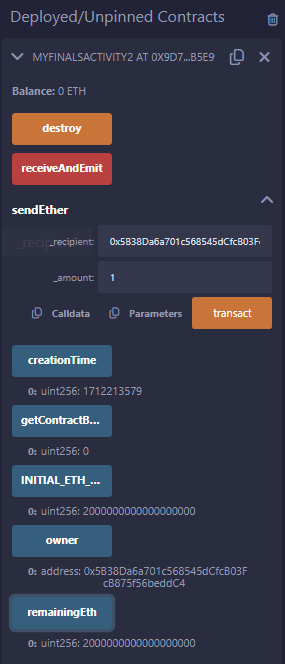 Deployed/Unpinned Contracts
MYFINALSACTIVITY2 AT 0X9D7...B5E9
Balance: 0 ETH
destroy
receiveAndEmit
sendEther
_recipient: 0x5B38Da6a701c568545dCfcB03F
_amount: 1
Calldata Parameters transact
creationTime
0: uint256: 1712213579
getContractB...
0: uint256: 0
INITIAL_ETH_...
0: uint256: 2000000000000000000
owner
0: address: 0x5B38Da6a701c568545dCfcB03F
cB875f56beddC4
remainingEth
0: uint256: 2000000000000000000